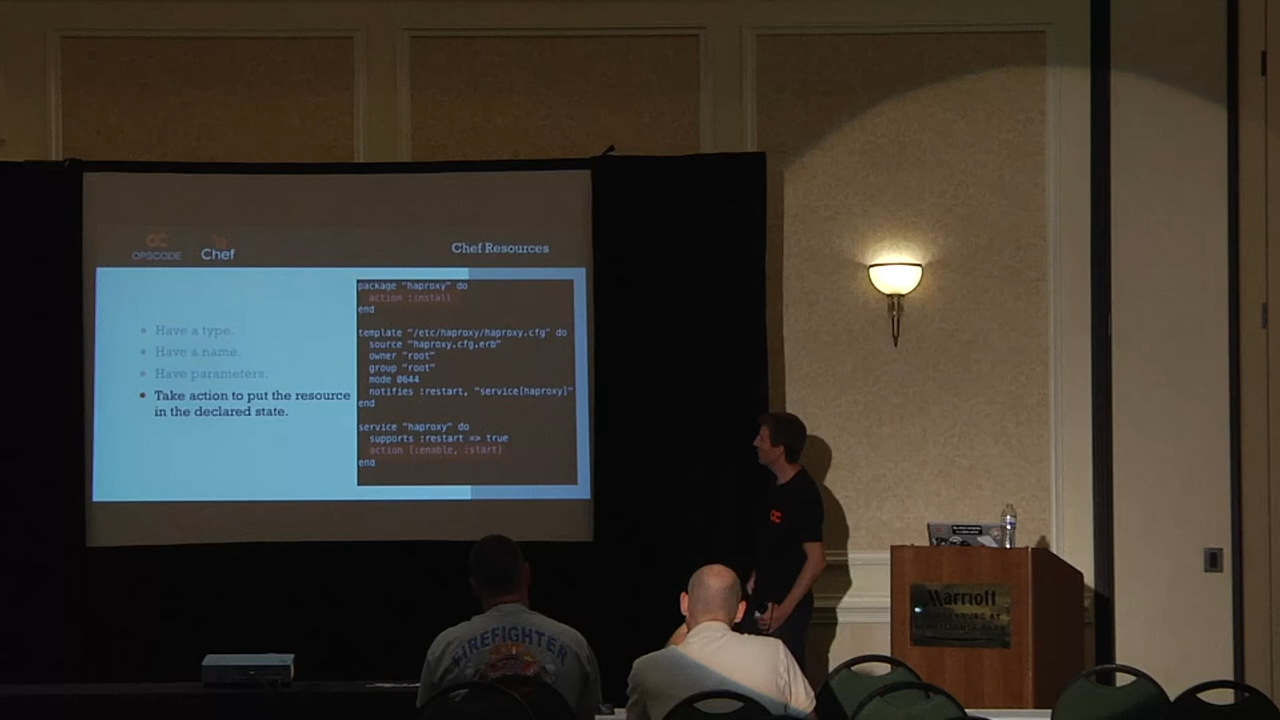 OPSCODE
Chef
Chef Resources
Have a type.
Have a name.
Have parameters.
Take action to put the resource
in the declared state.
package "haproxy" do
action :install
end
template "/etc/haproxy/haproxy.cfg" do
source "haproxy.cfg.erb"
owner "root"
group "root"
mode 0644
notifies :restart, "service[haproxy]"
end
service "haproxy" do
supports :restart => true
action [:enable, :start]
end
FIREFIGHTER
Marriott